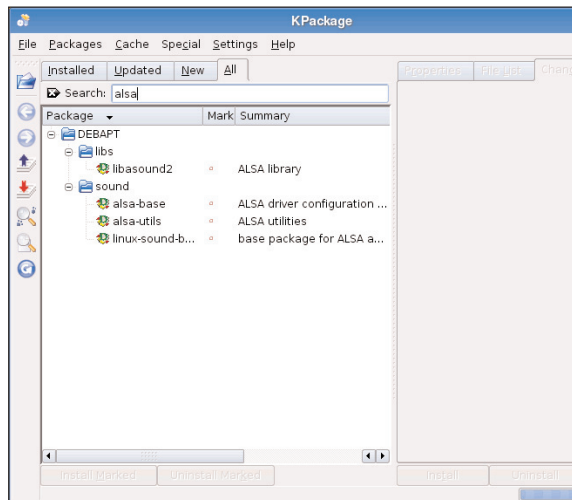 KPackage
File Packages Cache Special Settings Help
Installed Updated New All
Properties File List Chang
Search: alsa
Package Mark Summary
DEBAPT
libs
libasound2 ALSA library
sound
alsa-base ALSA driver configuration ...
alsa-utils ALSA utilities
linux-sound-b... base package for ALSA a...
Install Marked Uninstall Marked
Install Uninstall